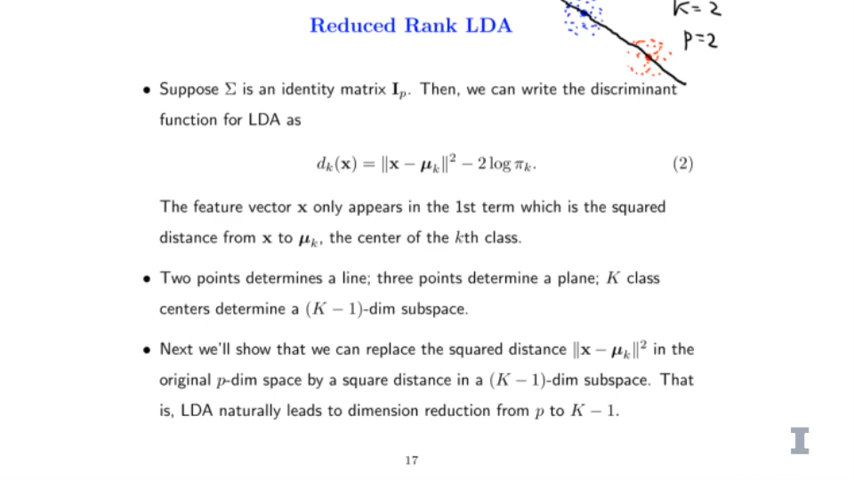 K = 2
Reduced Rank LDA
p=2
• Suppose Σ is an identity matrix I_p. Then, we can write the discriminant
function for LDA as
d_k(x) = ‖x − μ_k‖² − 2 log π_k. (2)
The feature vector x only appears in the 1st term which is the squared
distance from x to μ_k, the center of the kth class.
• Two points determines a line; three points determine a plane; K class
centers determine a (K − 1)-dim subspace.
• Next we'll show that we can replace the squared distance ‖x − μ_k‖² in the
original p-dim space by a square distance in a (K − 1)-dim subspace. That
is, LDA naturally leads to dimension reduction from p to K − 1.
I
17